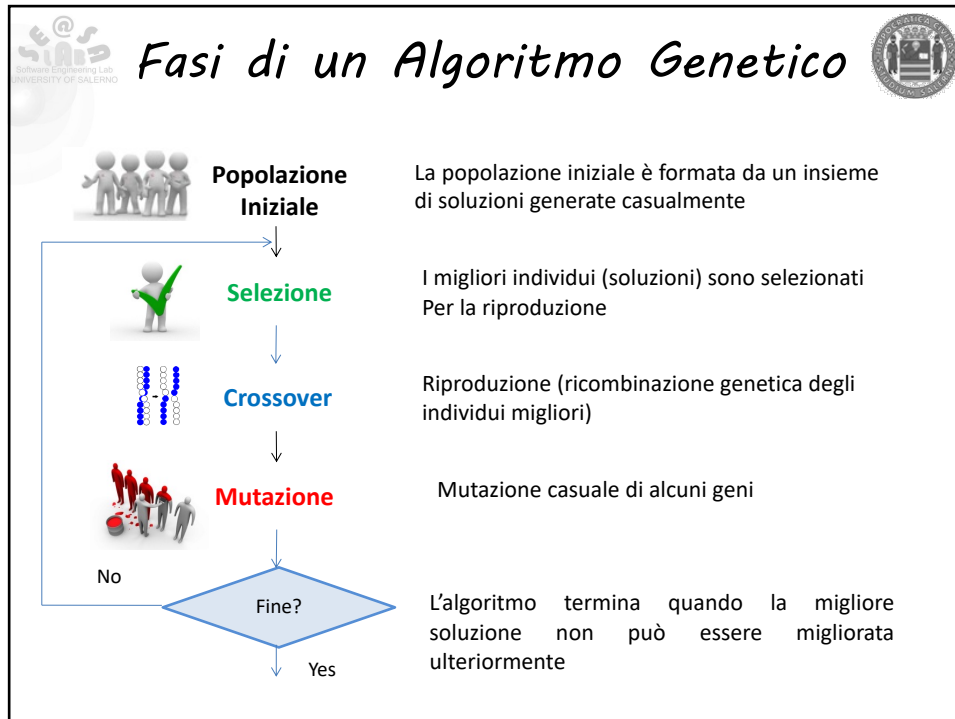 Software Engineering Lab
UNIVERSITY OF SALERNO
Fasi di un Algoritmo Genetico
Popolazione
Iniziale
La popolazione iniziale è formata da un insieme
di soluzioni generate casualmente
Selezione
I migliori individui (soluzioni) sono selezionati
Per la riproduzione
Crossover
Riproduzione (ricombinazione genetica degli
individui migliori)
Mutazione
Mutazione casuale di alcuni geni
No
Fine?
L'algoritmo termina quando la migliore
soluzione non può essere migliorata
ulteriormente
Yes